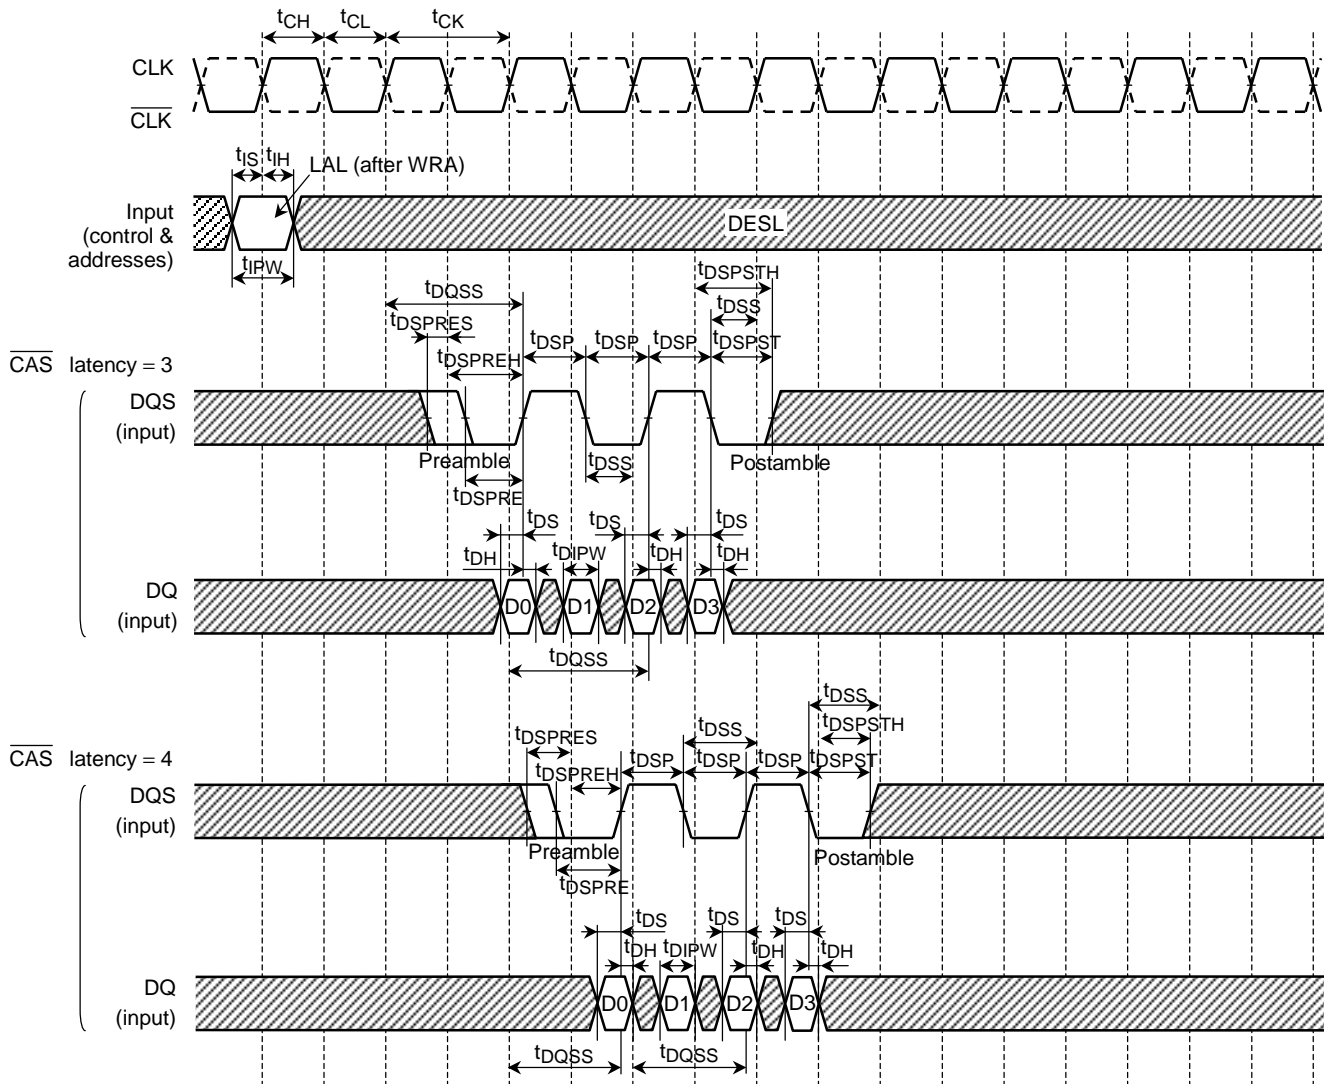 tCH tCL tCK
CLK
CLK
tIS tIH LAL (after WRA)
Input
(control &
addresses)
DESL
tIPW
tDSPSTH
tDQSS
tDSS
tDSPRES
tDSP tDSP tDSP tDSPST
tDSPREH
CAS latency = 3
DQS
(input)
Preamble
Postamble
tDSS
tDSPRE
tDS tDS tDS
tDH tDIPW tDH tDH
DQ
(input)
D0 D1 D2 D3
tDQSS
tDSS
tDSPSTH
tDSPRES
tDSS
CAS latency = 4
tDSP tDSP tDSP tDSPST
tDSPREH
DQS
(input)
Preamble
Postamble
tDSPRE
tDS tDS tDS
tDH tDIPW tDH tDH
DQ
(input)
D0 D1 D2 D3
tDQSS tDQSS